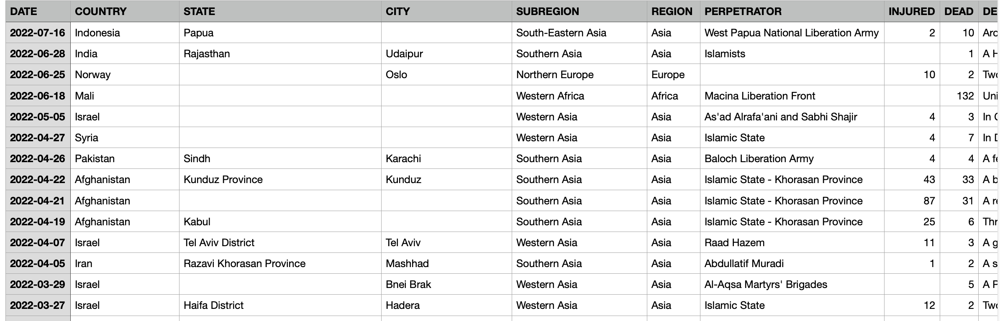 DATE COUNTRY STATE CITY SUBREGION REGION PERPETRATOR INJURED DEAD DE
2022-07-16 Indonesia Papua South-Eastern Asia Asia West Papua National Liberation Army 2 10 Arc
2022-06-28 India Rajasthan Udaipur Southern Asia Asia Islamists 1 A H
2022-06-25 Norway Oslo Northern Europe Europe 10 2 Two
2022-06-18 Mali Western Africa Africa Macina Liberation Front 132 Uni
2022-05-05 Israel Western Asia Asia As'ad Alrafa'ani and Sabhi Shajir 4 3 In
2022-04-27 Syria Western Asia Asia Islamic State 4 7 In
2022-04-26 Pakistan Sindh Karachi Southern Asia Asia Baloch Liberation Army 4 4 A fe
2022-04-22 Afghanistan Kunduz Province Kunduz Southern Asia Asia Islamic State - Khorasan Province 43 33 A b
2022-04-21 Afghanistan Southern Asia Asia Islamic State - Khorasan Province 87 31 A re
2022-04-19 Afghanistan Kabul Southern Asia Asia Islamic State - Khorasan Province 25 6 Thr
2022-04-07 Israel Tel Aviv District Tel Aviv Western Asia Asia Raad Hazem 11 3 A g
2022-04-05 Iran Razavi Khorasan Province Mashhad Southern Asia Asia Abdullatif Muradi 1 2 A s
2022-03-29 Israel Bnei Brak Western Asia Asia Al-Aqsa Martyrs' Brigades 5 A P
2022-03-27 Israel Haifa District Hadera Western Asia Asia Islamic State 12 2 Two